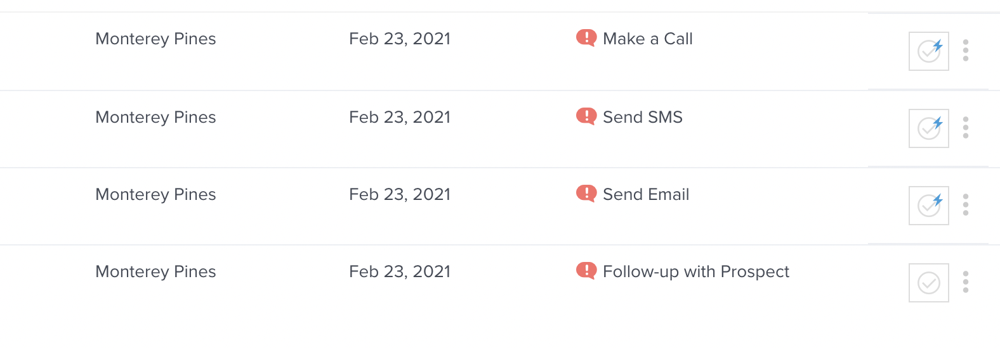 Monterey Pines Feb 23, 2021 Make a Call
Monterey Pines Feb 23, 2021 Send SMS
Monterey Pines Feb 23, 2021 Send Email
Monterey Pines Feb 23, 2021 Follow-up with Prospect